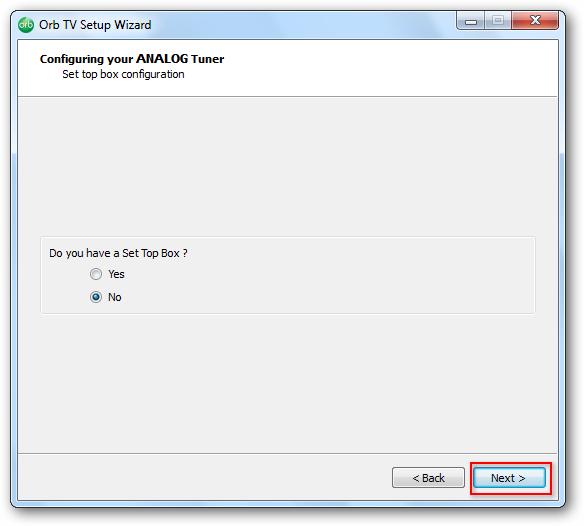 orb Orb TV Setup Wizard
Configuring your ANALOG Tuner
Set top box configuration
Do you have a Set Top Box ?
Yes
No
< Back Next >